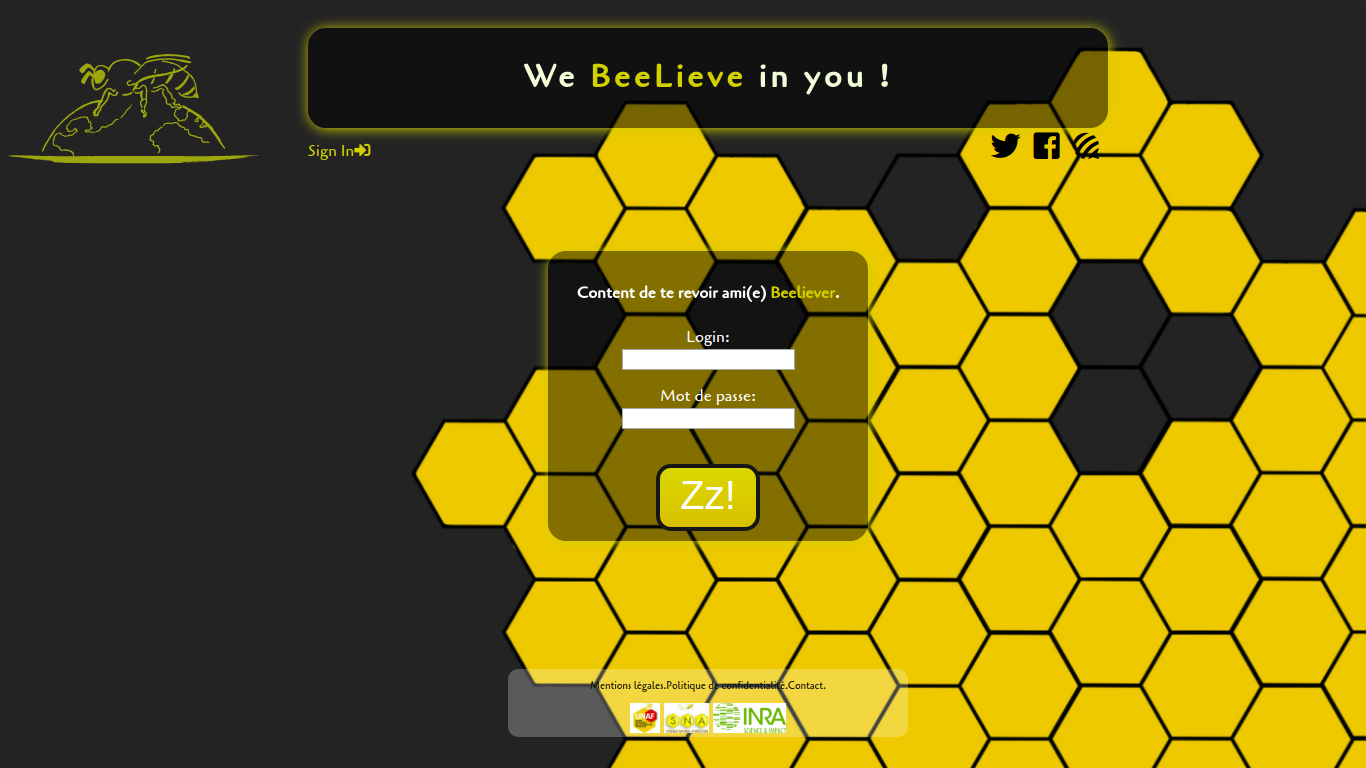 We BeeLieve in you !
Sign In
Content de te revoir ami(e) Beeliever.
Login:
Mot de passe:
Zz!
Mentions légales.Politique de confidentialité.Contact.
UNAF
SNA
INRA
SCIENCE & IMPACT